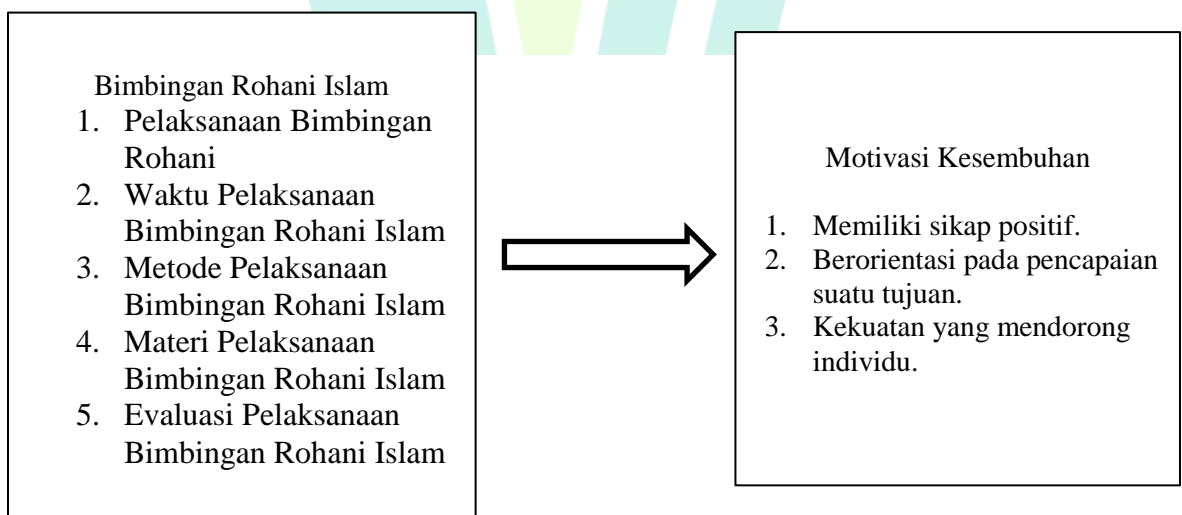 Bimbingan Rohani Islam
1. Pelaksanaan Bimbingan
Rohani
2. Waktu Pelaksanaan
Bimbingan Rohani Islam
3. Metode Pelaksanaan
Bimbingan Rohani Islam
4. Materi Pelaksanaan
Bimbingan Rohani Islam
5. Evaluasi Pelaksanaan
Bimbingan Rohani Islam
Motivasi Kesembuhan
1. Memiliki sikap positif.
2. Berorientasi pada pencapaian
suatu tujuan.
3. Kekuatan yang mendorong
individu.